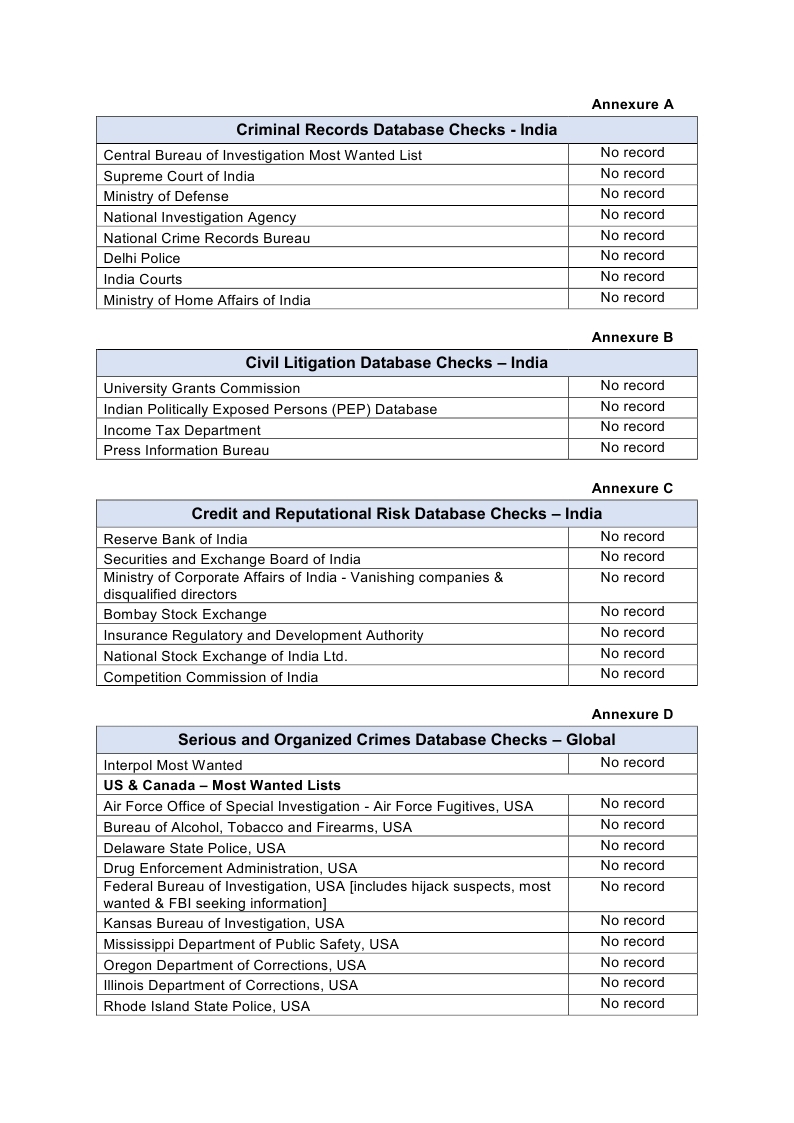 Annexure A
Criminal Records Database Checks - India
Central Bureau of Investigation Most Wanted List No record
Supreme Court of India No record
Ministry of Defense No record
National Investigation Agency No record
National Crime Records Bureau No record
Delhi Police No record
India Courts No record
Ministry of Home Affairs of India No record
Annexure B
Civil Litigation Database Checks – India
University Grants Commission No record
Indian Politically Exposed Persons (PEP) Database No record
Income Tax Department No record
Press Information Bureau No record
Annexure C
Credit and Reputational Risk Database Checks – India
Reserve Bank of India No record
Securities and Exchange Board of India No record
Ministry of Corporate Affairs of India - Vanishing companies & No record
disqualified directors
Bombay Stock Exchange No record
Insurance Regulatory and Development Authority No record
National Stock Exchange of India Ltd. No record
Competition Commission of India No record
Annexure D
Serious and Organized Crimes Database Checks – Global
Interpol Most Wanted No record
US & Canada – Most Wanted Lists
Air Force Office of Special Investigation - Air Force Fugitives, USA No record
Bureau of Alcohol, Tobacco and Firearms, USA No record
Delaware State Police, USA No record
Drug Enforcement Administration, USA No record
Federal Bureau of Investigation, USA [includes hijack suspects, most No record
wanted & FBI seeking information]
Kansas Bureau of Investigation, USA No record
Mississippi Department of Public Safety, USA No record
Oregon Department of Corrections, USA No record
Illinois Department of Corrections, USA No record
Rhode Island State Police, USA No record